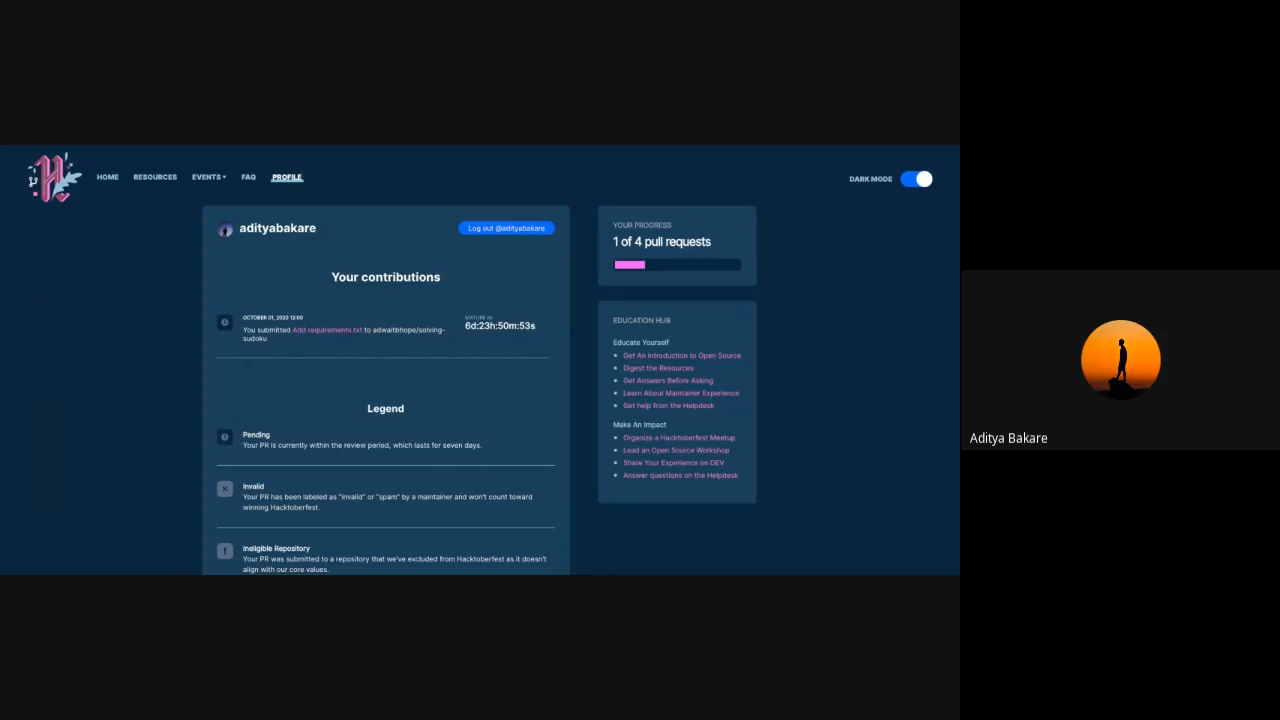 HOME RESOURCES EVENTS FAQ PROFILE
DARK MODE
adityabakare
Log out @adityabakare
Your contributions
OCTOBER 01, 2020 12:00
You submitted Add requirements.txt to adwaitbhope/solving-
sudoku
MATURE IN:
6d:23h:50m:53s
Legend
Pending
Your PR is currently within the review period, which lasts for seven days.
Invalid
Your PR has been labeled as "invalid" or "spam" by a maintainer and won't count toward
winning Hacktoberfest.
Ineligible Repository
Your PR was submitted to a repository that we've excluded from Hacktoberfest as it doesn't
align with our core values.
YOUR PROGRESS
1 of 4 pull requests
EDUCATION HUB
Educate Yourself
Get An Introduction to Open Source
Digest the Resources
Get Answers Before Asking
Learn About Maintainer Experience
Get help from the Helpdesk
Make An Impact
Organize a Hacktoberfest Meetup
Lead an Open Source Workshop
Share Your Experience on DEV
Answer questions on the Helpdesk
Aditya Bakare